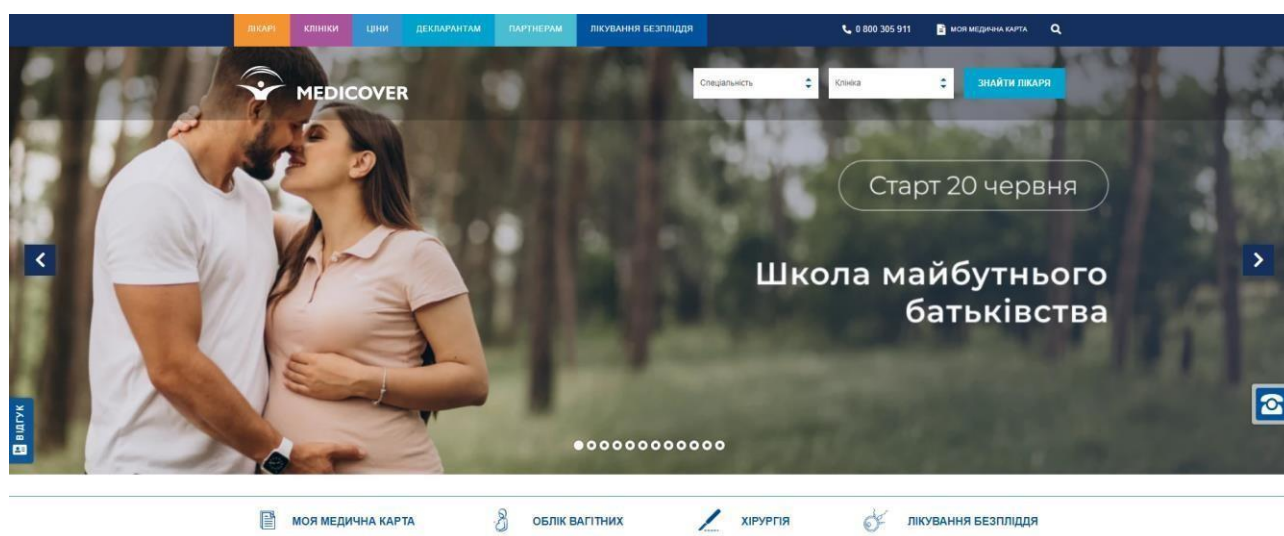 ЛІКАРІ
КЛІНІКИ
ЦІНИ
ДЕКЛАРАНТАМ
ПАРТНЕРАМ
ЛІКУВАННЯ БЕЗПЛІДДЯ
0 800 305 911
МОЯ МЕДИЧНА КАРТА
MEDICOVER
Спеціальність
Клініка
ЗНАЙТИ ЛІКАРЯ
Старт 20 червня
Школа майбутнього
батьківства
ВІДГУК
МОЯ МЕДИЧНА КАРТА
ОБЛІК ВАГІТНИХ
ХІРУРГІЯ
ЛІКУВАННЯ БЕЗПЛІДДЯ